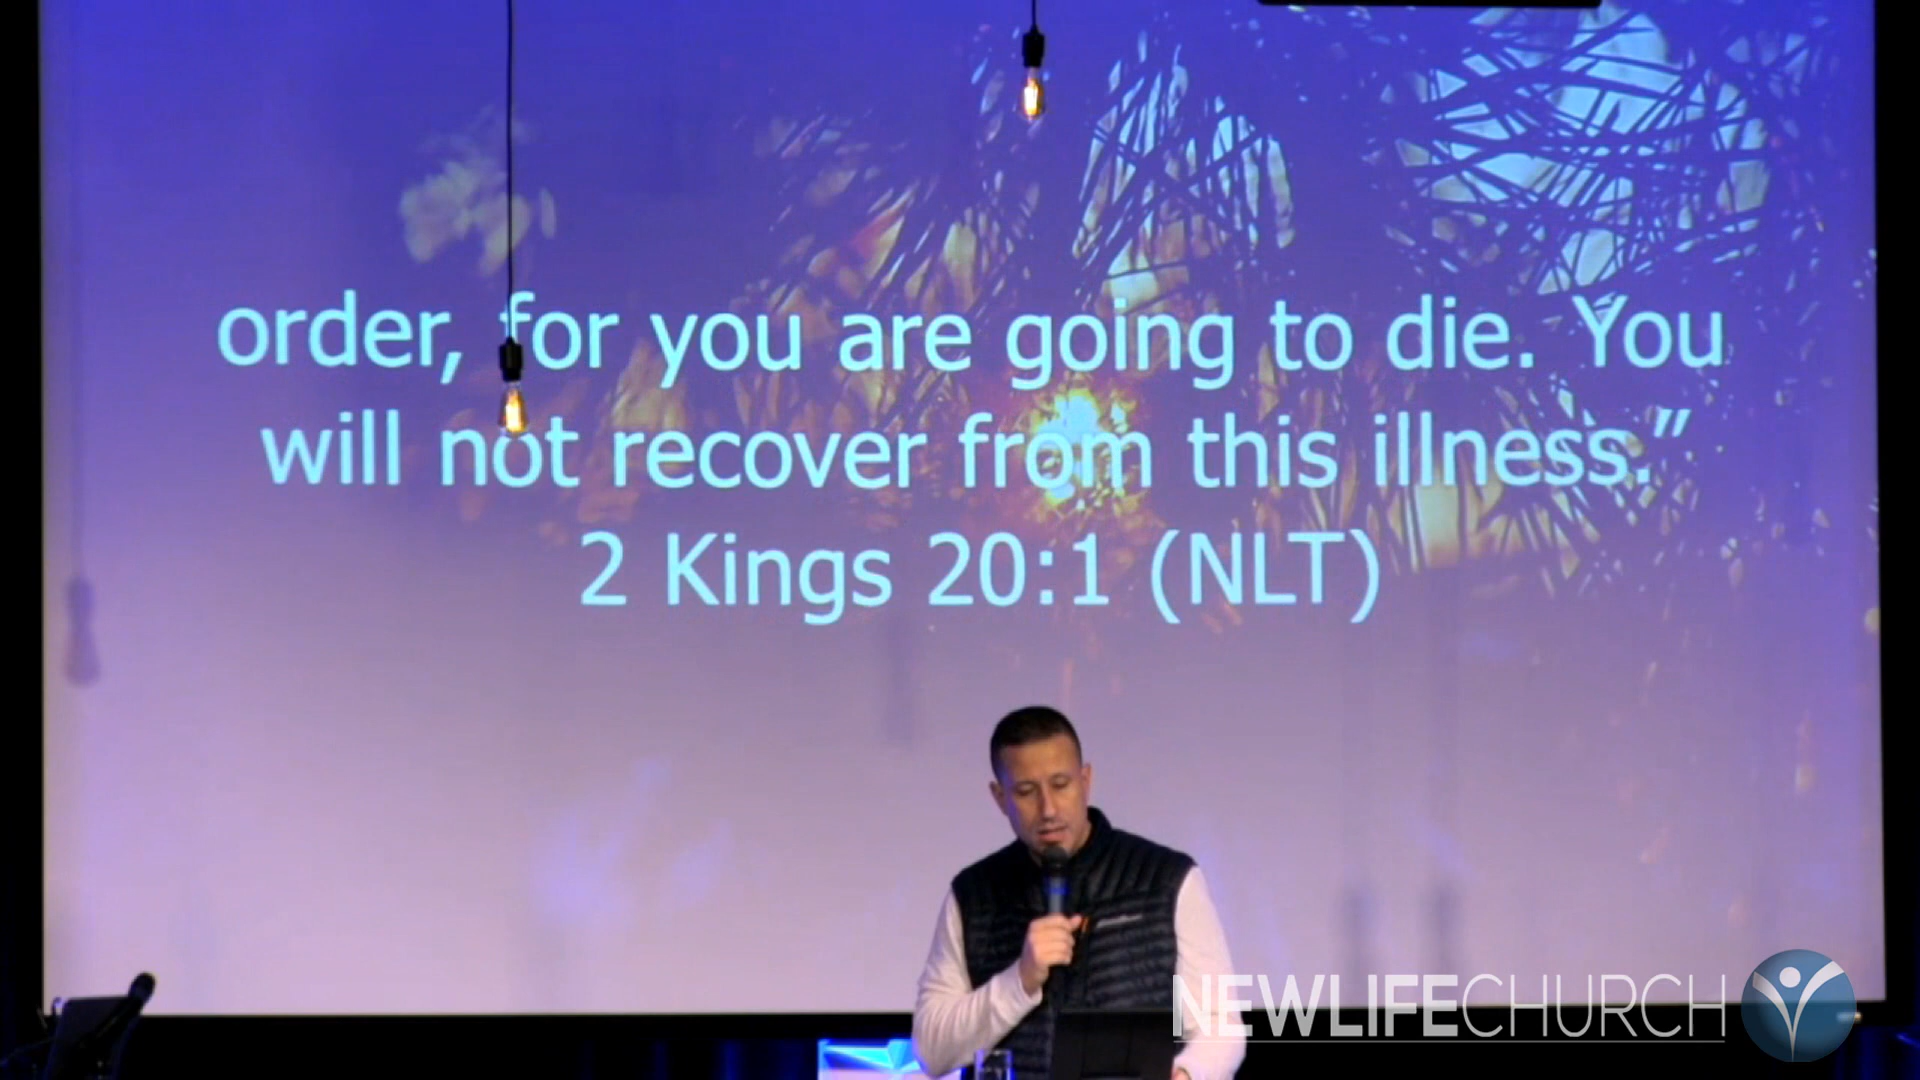 order, for you are going to die. You
will not recover from this illness.”
2 Kings 20:1 (NLT)
NEWLIFECHURCH